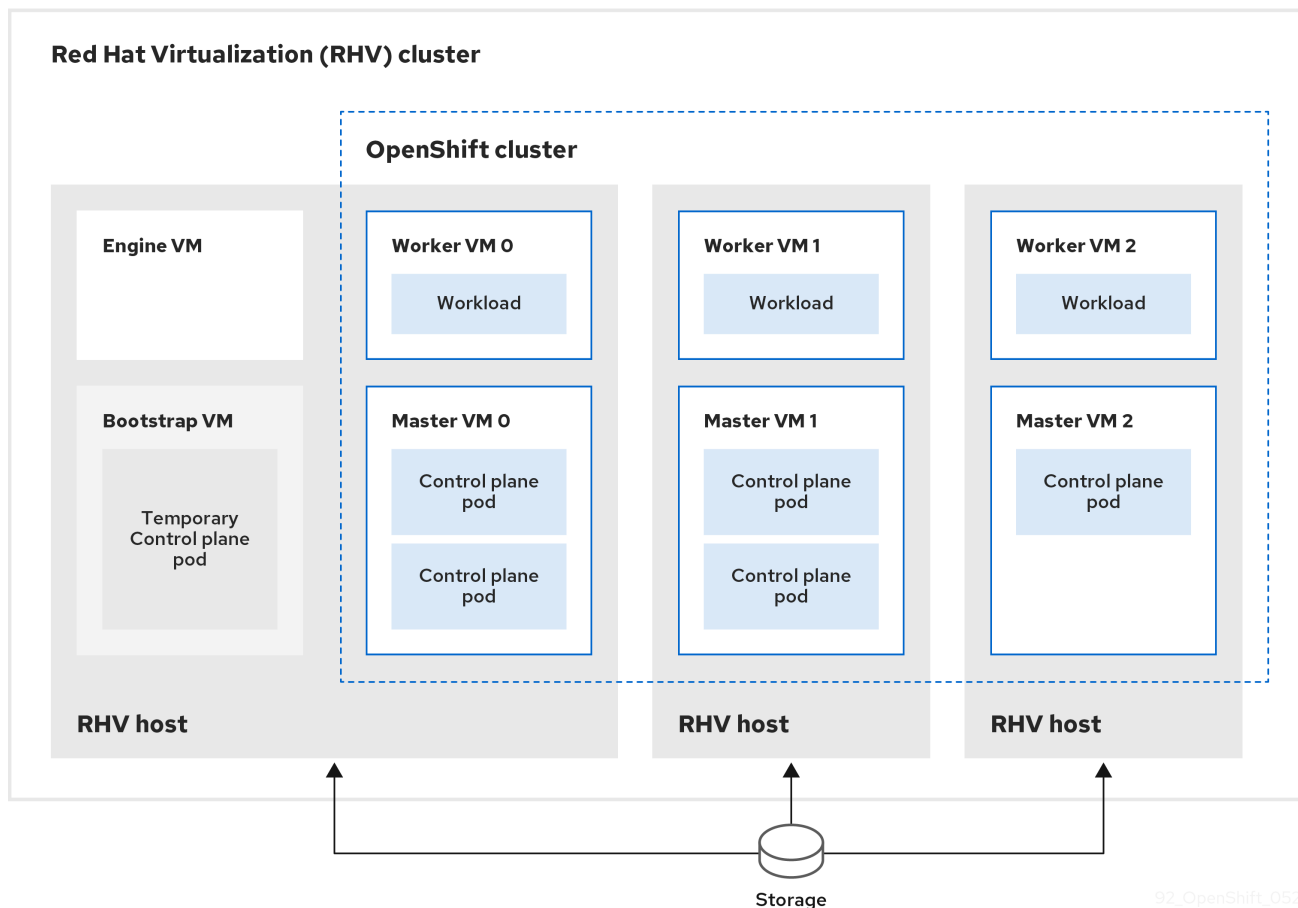 Red Hat Virtualization (RHV) cluster
OpenShift cluster
Engine VM
Worker VM 0
Workload
Worker VM 1
Workload
Worker VM 2
Workload
Bootstrap VM
Temporary
Control plane
pod
Master VM 0
Control plane
pod
Control plane
pod
Master VM 1
Control plane
pod
Control plane
pod
Master VM 2
Control plane
pod
RHV host
RHV host
RHV host
Storage
92_OpenShift_052